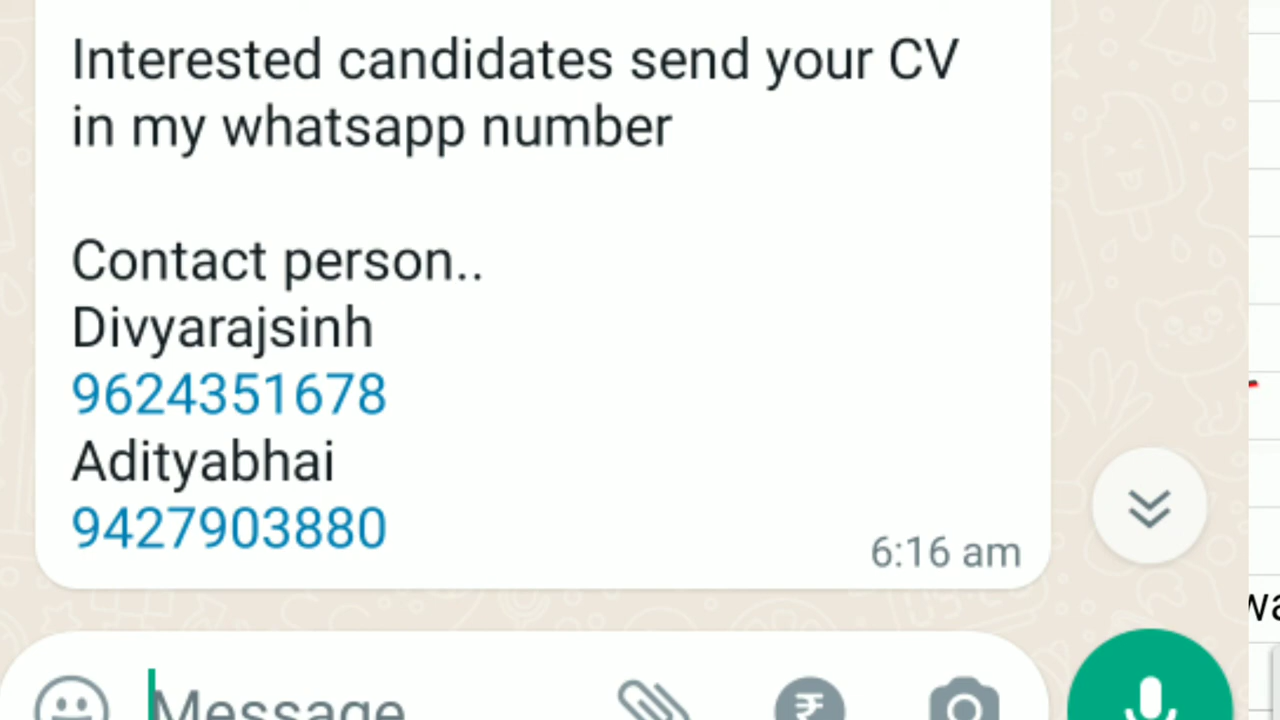 Interested candidates send your CV
in my whatsapp number
Contact person..
Divyarajsinh
9624351678
Adityabhai
9427903880
6:16 am
Message